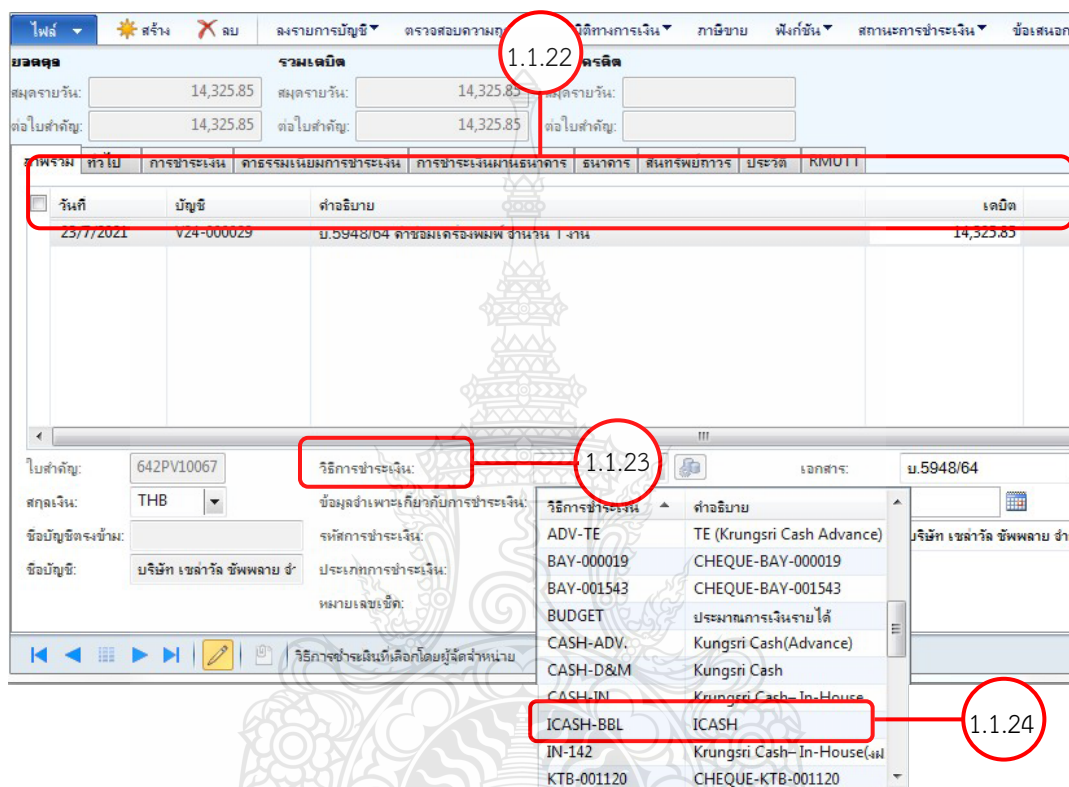 ไฟล์ สร้าง ลบ ลงรายการบัญชี ตรวจสอบความถู มิติทางการเงิน ภาษีขาย ฟังก์ชัน สถานะการชำระเงิน ข้อเสนอก
1.1.22
ยอดดุล รวมเดบิต ครดิต
สมุดรายวัน: 14,325.85 สมุดรายวัน: 14,325.85 สมุดรายวัน:
ต่อใบสำคัญ: 14,325.85 ต่อใบสำคัญ: 14,325.85 ต่อใบสำคัญ:
ภาพรวม ทั่วไป การชำระเงิน ค่าธรรมเนียมการชำระเงิน การชำระเงินผ่านธนาคาร ธนาคาร สินทรัพย์ถาวร ประวัติ RMUTT
วันที่ บัญชี คำอธิบาย เดบิต
23/7/2021 V24-000029 บ.5948/64 ค่าซ่อมเครื่องพิมพ์ จำนวน 1 งาน 14,325.85
ใบสำคัญ: 642PV10067 วิธีการชำระเงิน: 1.1.23 เอกสาร: บ.5948/64
สกุลเงิน: THB ข้อมูลจำเพาะเกี่ยวกับการชำระเงิน:
ชื่อบัญชีตรงข้าม: รหัสการชำระเงิน: บริษัท เซล่าวัล ซัพพลาย จำ
ชื่อบัญชี: บริษัท เซล่าวัล ซัพพลาย จำ ประเภทการชำระเงิน:
หมายเลขเช็ค:
วิธีการชำระเงิน คำอธิบาย
ADV-TE TE (Krungsri Cash Advance)
BAY-000019 CHEQUE-BAY-000019
BAY-001543 CHEQUE-BAY-001543
BUDGET ประมาณการเงินรายได้
CASH-ADV. Kungsri Cash(Advance)
CASH-D&M Kungsri Cash
CASH-IN Krungsri Cash– In-House
ICASH-BBL ICASH
1.1.24
IN-142 Krungsri Cash– In-House(งผ
KTB-001120 CHEQUE-KTB-001120
วิธีการชำระเงินที่เลือกโดยผู้จัดจำหน่าย